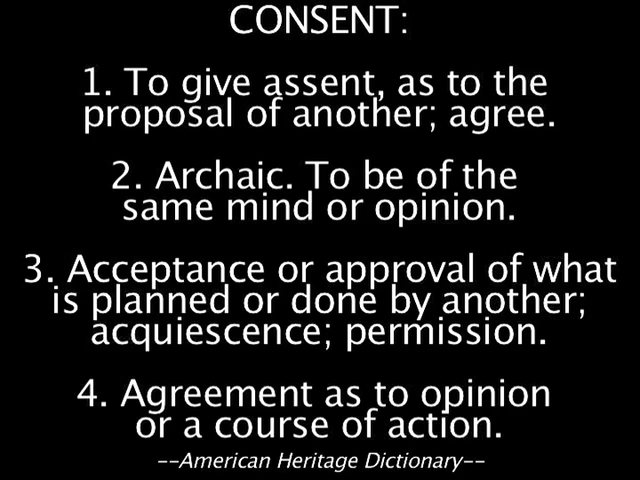 CONSENT:
1. To give assent, as to the
proposal of another; agree.
2. Archaic. To be of the
same mind or opinion.
3. Acceptance or approval of what
is planned or done by another;
acquiescence; permission.
4. Agreement as to opinion
or a course of action.
--American Heritage Dictionary--